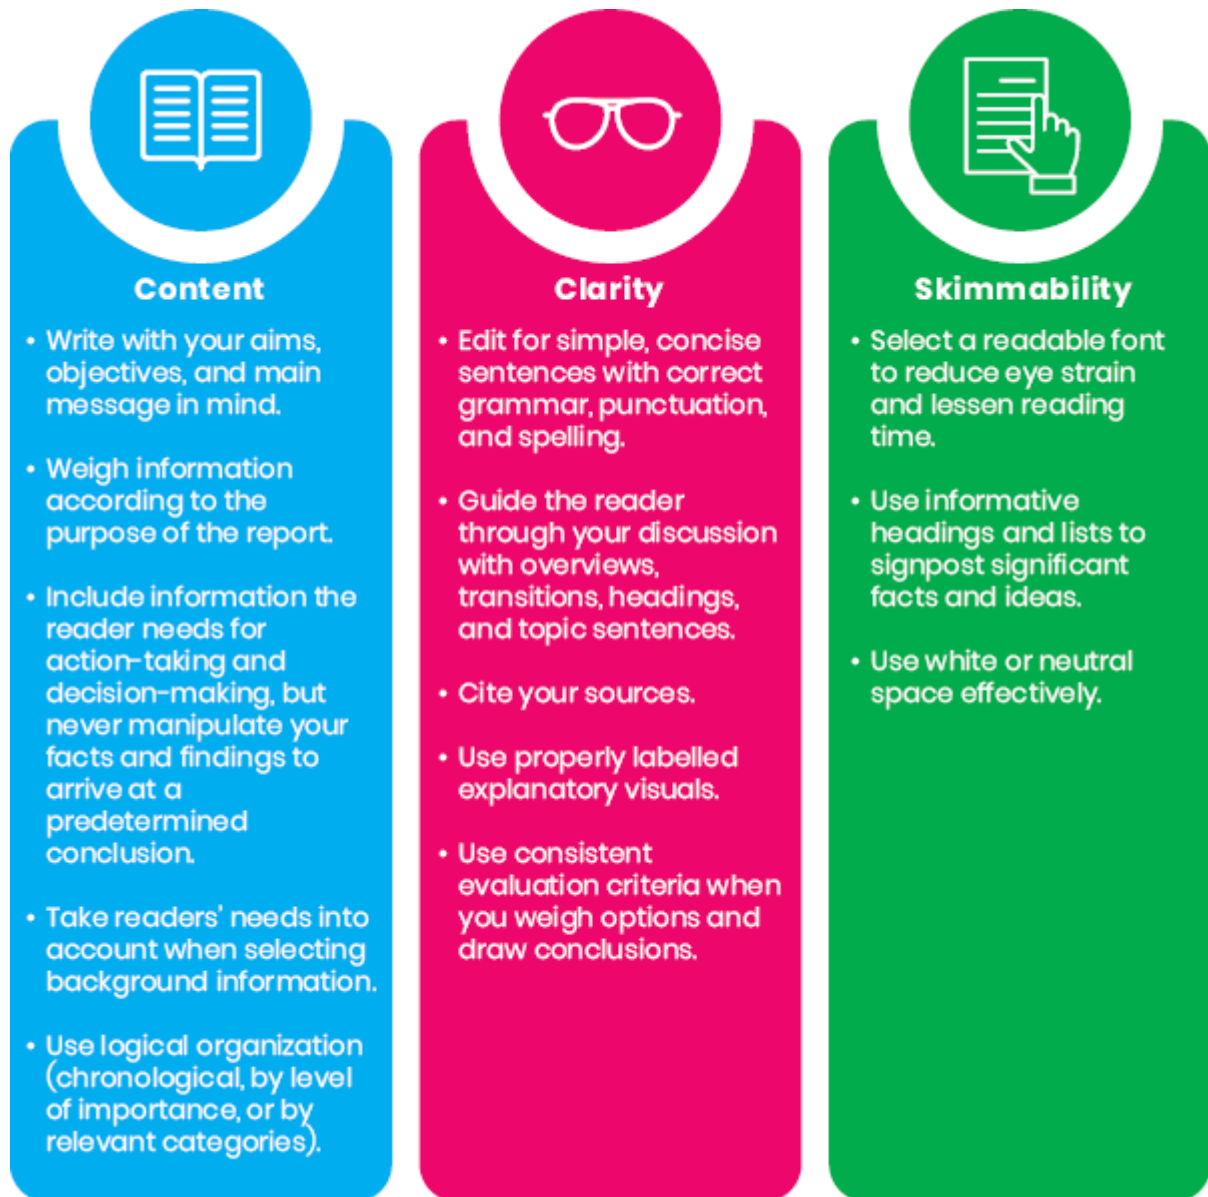 Content
• Write with your aims,
objectives, and main
message in mind.
• Weigh information
according to the
purpose of the report.
• Include information the
reader needs for
action-taking and
decision-making, but
never manipulate your
facts and findings to
arrive at a
predetermined
conclusion.
• Take readers' needs into
account when selecting
background information.
• Use logical organization
(chronological, by level
of importance, or by
relevant categories).
Clarity
• Edit for simple, concise
sentences with correct
grammar, punctuation,
and spelling.
• Guide the reader
through your discussion
with overviews,
transitions, headings,
and topic sentences.
• Cite your sources.
• Use properly labelled
explanatory visuals.
• Use consistent
evaluation criteria when
you weigh options and
draw conclusions.
Skimmability
• Select a readable font
to reduce eye strain
and lessen reading
time.
• Use informative
headings and lists to
signpost significant
facts and ideas.
• Use white or neutral
space effectively.